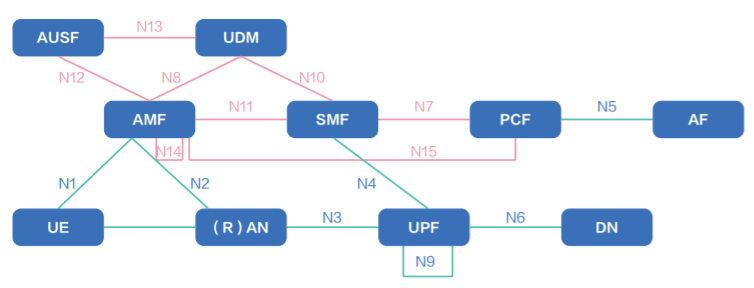 N13
AUSF
UDM
N12
N8
N10
N11
N7
N5
AMF
SMF
PCF
AF
N14
N15
N1
N2
N4
N3
N6
UE
( R ) AN
UPF
DN
N9